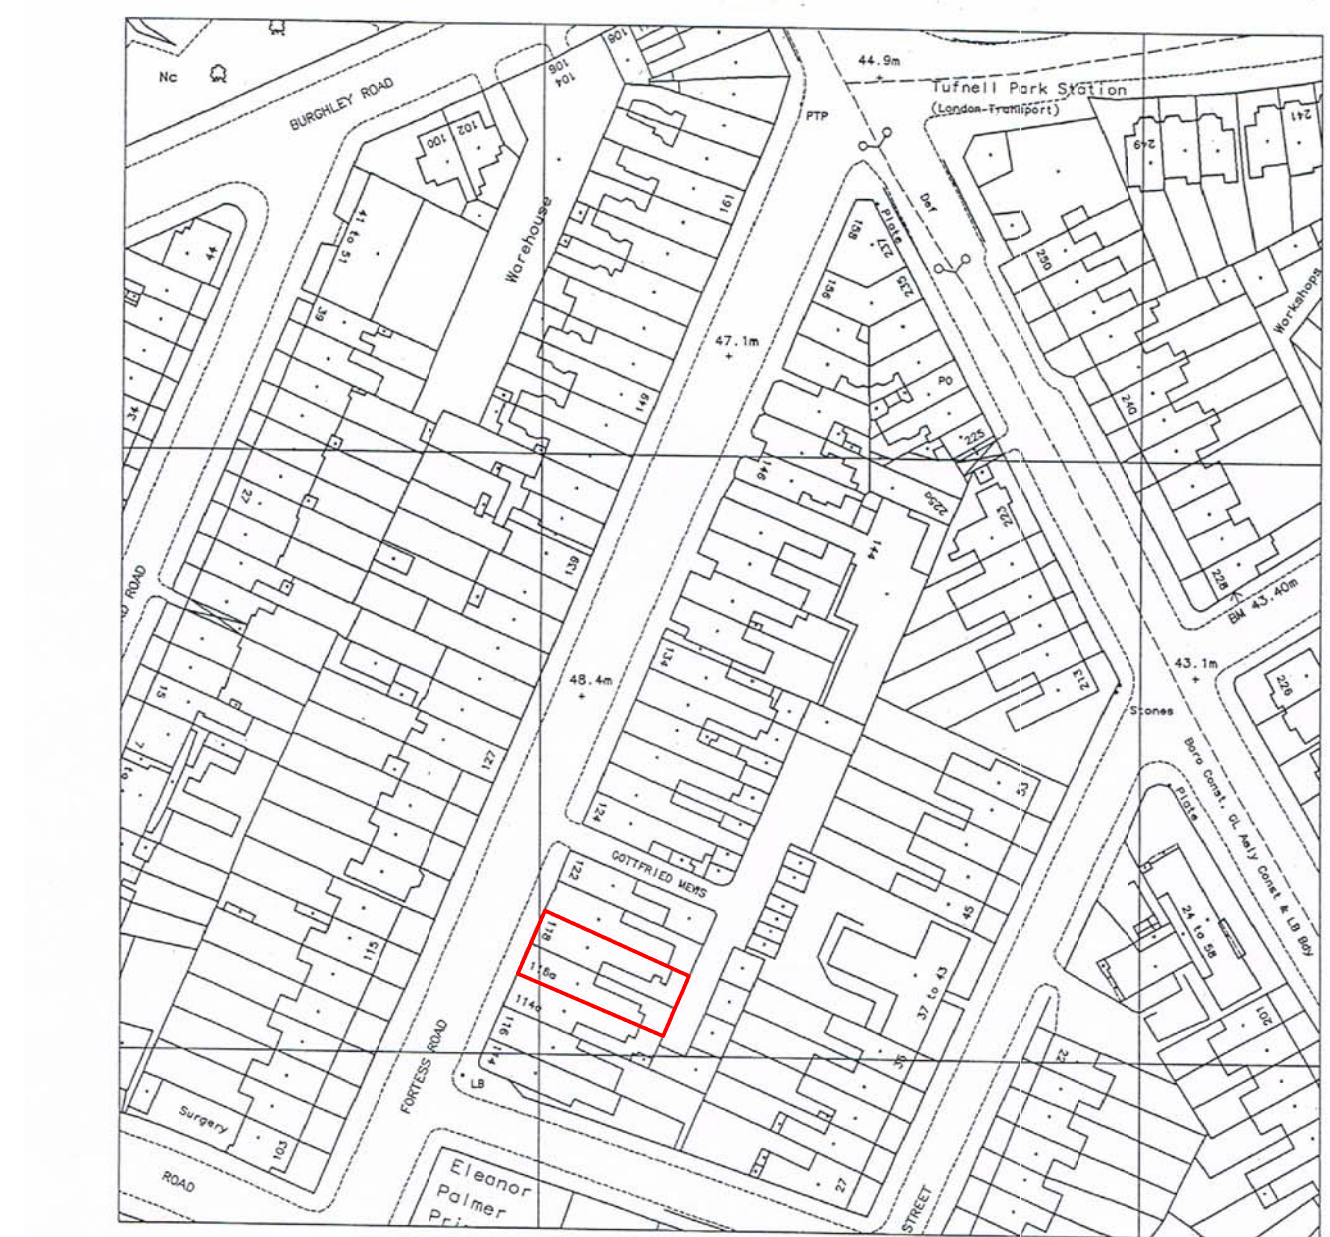 44.9m
Tufnell Park Station
(London Transport)
Nc
BURGHLEY ROAD
106
104
108
PTP
241
249
100
102
161
41 to 51
Warehouse
44
Def
158
Plate
237
235
250
156
Workshops
39
47.1m
PO
34
149
240
225
146
27
225a
223
144
139
228
BM 43.40m
ROAD
134
43.1m
48.4m
226
213
15
Stones
7
127
Boro Const, GL Asly Const & LB Bdy
53
Plate
124
GOTTFRIED MEWS
122
45
24 to 58
118
115
118a
37 to 43
114a
116
114
201
FORTESS ROAD
35
22
LB
Surgery
103
Eleanor
Palmer
ROAD
27
STREET